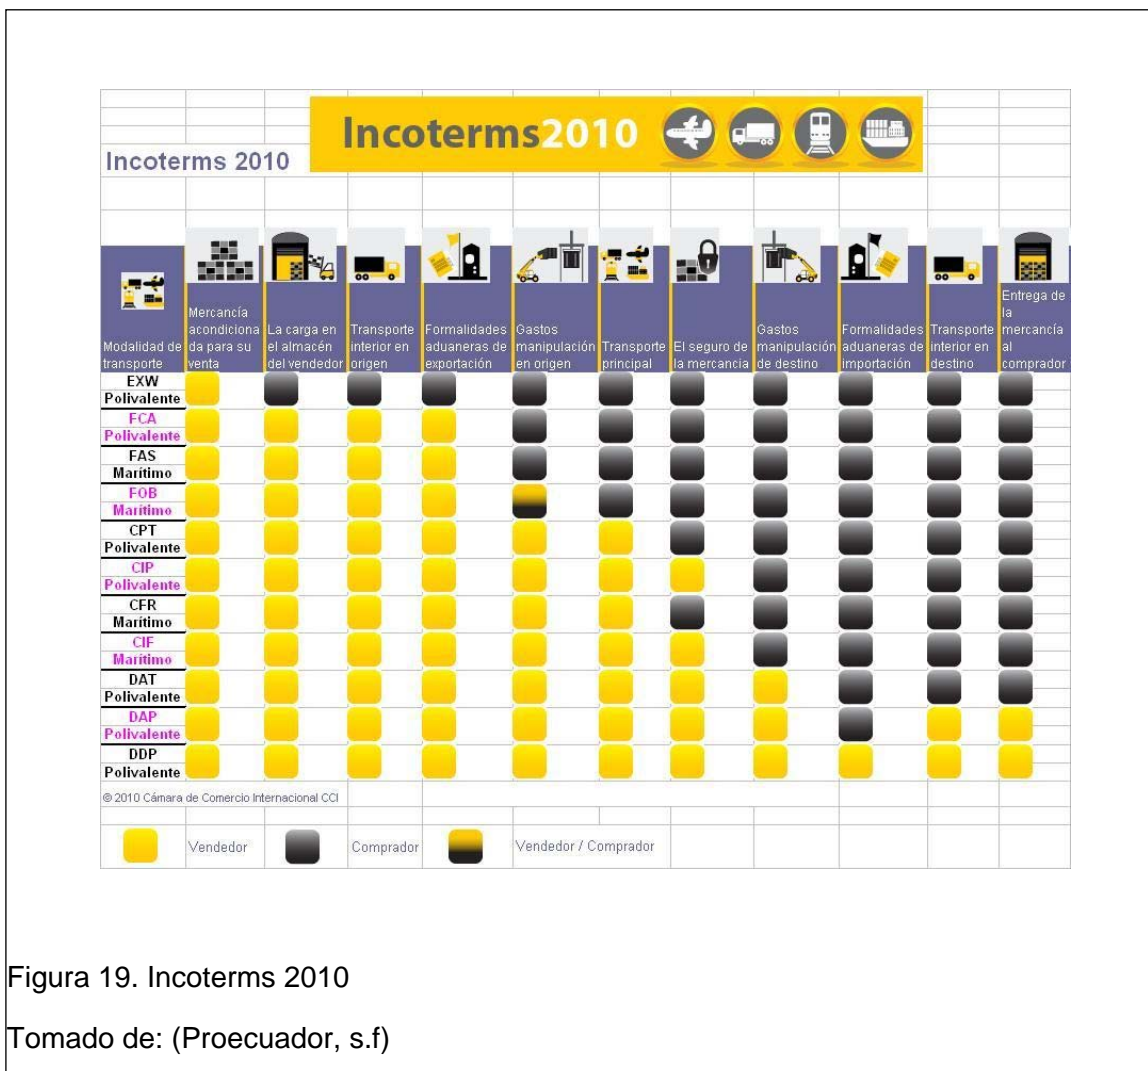 Incoterms2010
Incoterms 2010
Modalidad de
transporte
Mercancía
acondiciona
da para su
venta
La carga en
el almacén
del vendedor
Transporte
interior en
origen
Formalidades
aduaneras de
exportación
Gastos
manipulación
en origen
Transporte
principal
El seguro de
la mercancia
Gastos
manipulación
de destino
Formalidades
aduaneras de
importación
Transporte
interior en
destino
Entrega de
la
mercancía
al
comprador
EXW
Polivalente
FCA
Polivalente
FAS
Marítimo
FOB
Marítimo
CPT
Polivalente
CIP
Polivalente
CFR
Marítimo
CIF
Marítimo
DAT
Polivalente
DAP
Polivalente
DDP
Polivalente
© 2010 Cámara de Comercio Internacional CCI
Vendedor
Comprador
Vendedor / Comprador
Figura 19. Incoterms 2010
Tomado de: (Proecuador, s.f)